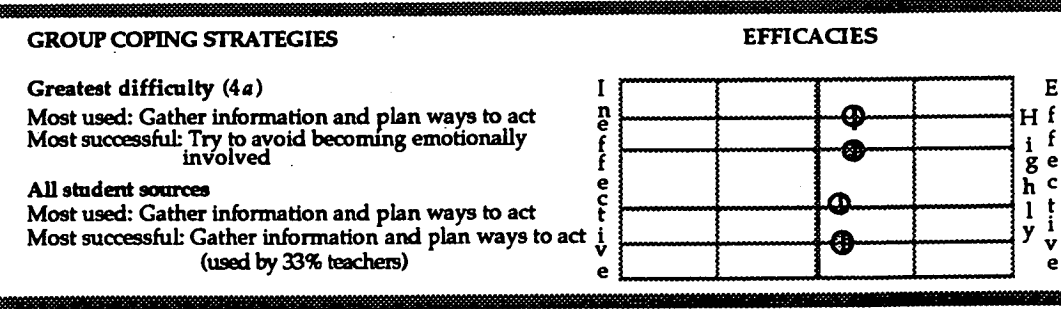 GROUP COPING STRATEGIES
EFFICACIES
Greatest difficulty (4a)
Most used: Gather information and plan ways to act
Most successful: Try to avoid becoming emotionally
involved
All student sources
Most used: Gather information and plan ways to act
Most successful: Gather information and plan ways to act
(used by 33% teachers)
Ineffective
Highly
Effective